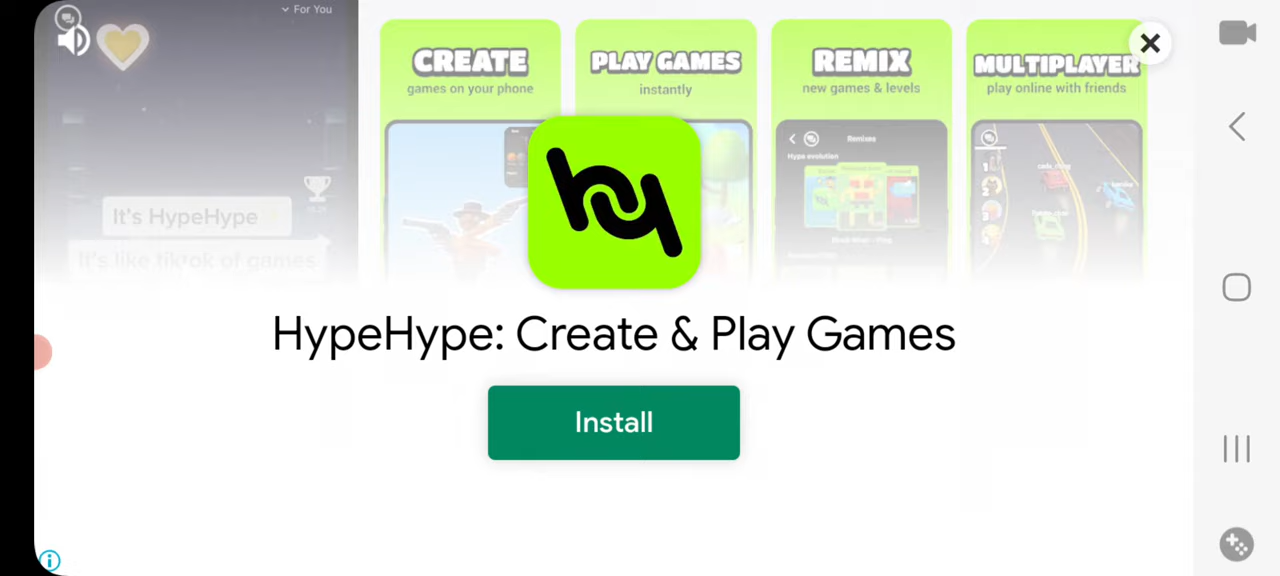 For You
CREATE
games on your phone
PLAY GAMES
instantly
REMIX
new games & levels
MULTIPLAYER
play online with friends
Remixes
Hype evolution
It's HypeHype
It's like tiktok of games
hy
HypeHype: Create & Play Games
Install